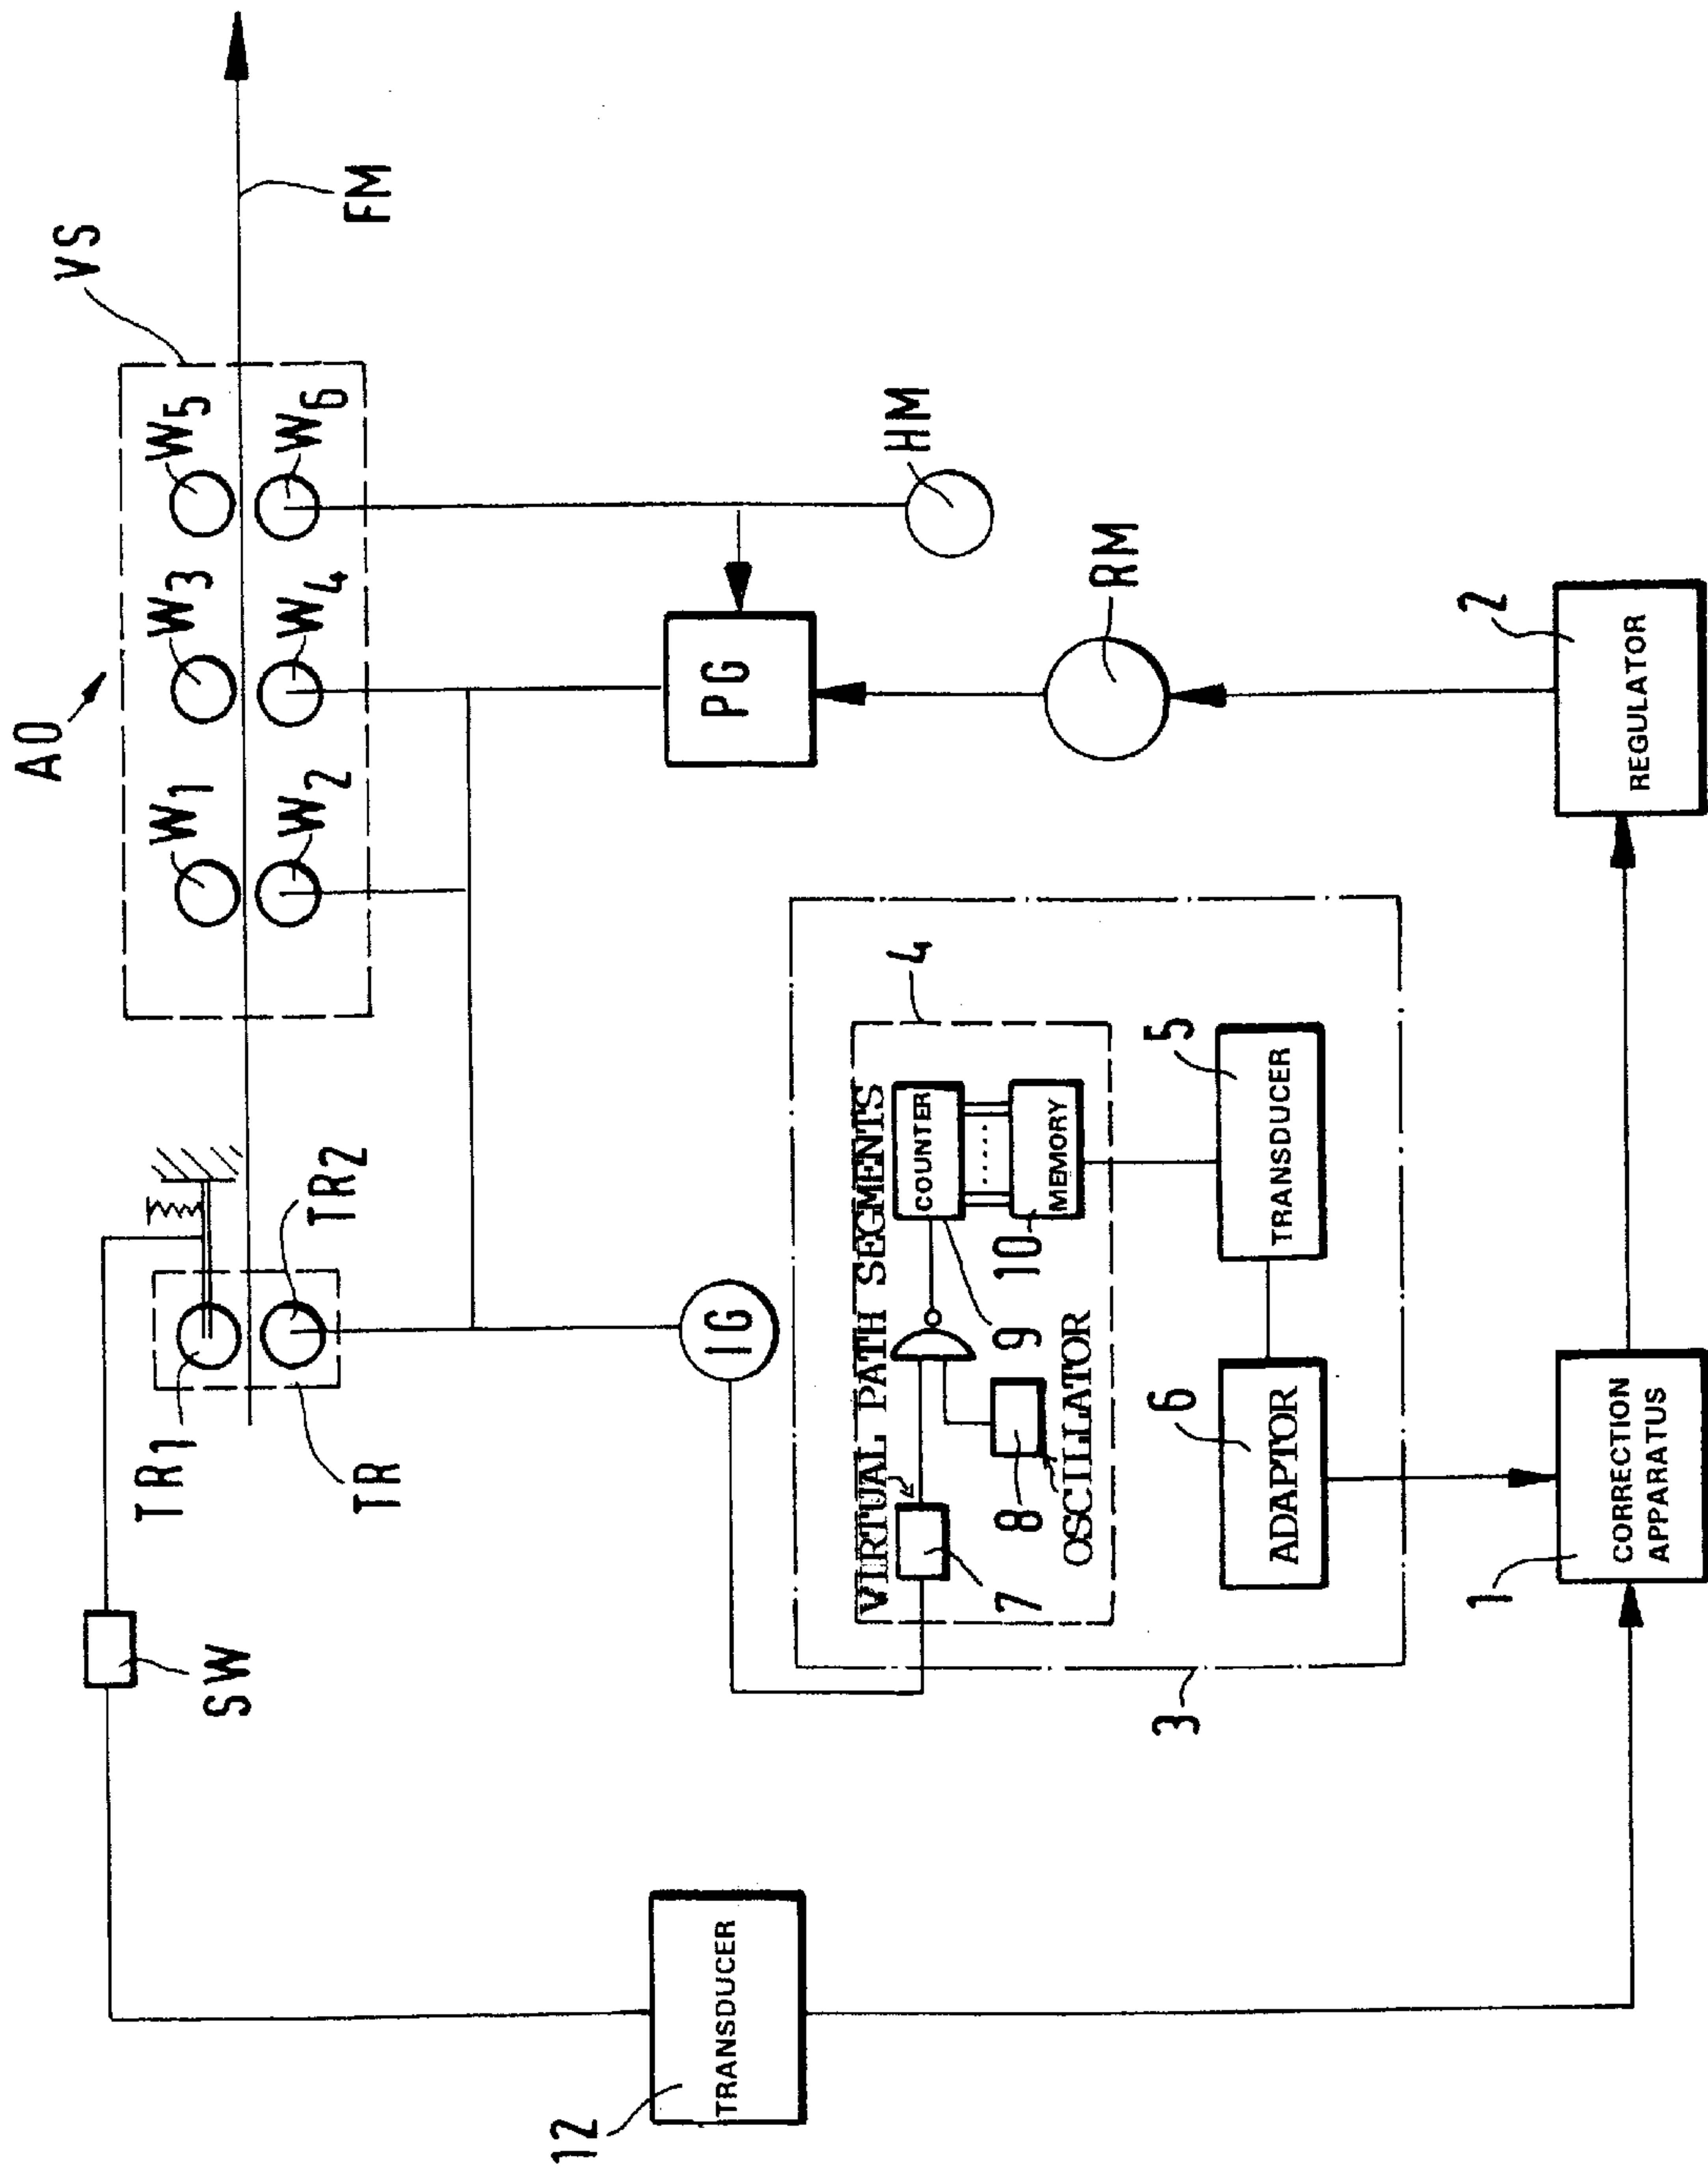 A0
VS
TR1
W1
W3
W5
SW
TR
TR2
W2
W4
W6
FM
12
TRANSDUCER
IG
PG
HM
VIRTUAL PATH SEGMENTS
4
COUNTER
7
8
9
10
MEMORY
OSCILLATOR
RM
3
6
5
ADAPTOR
TRANSDUCER
1
2
CORRECTION
APPARATUS
REGULATOR